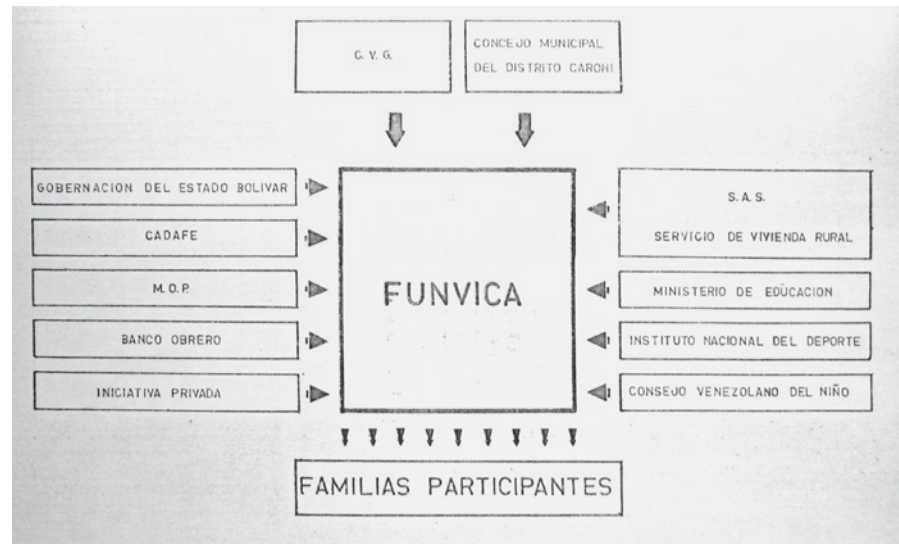 C. V. G.
CONCEJO MUNICIPAL
DEL DISTRITO CARONI
GOBERNACION DEL ESTADO BOLIVAR
CADAFE
M. O. P.
BANCO OBRERO
INICIATIVA PRIVADA
FUNVICA
S. A. S.
SERVICIO DE VIVIENDA RURAL
MINISTERIO DE EDUCACION
INSTITUTO NACIONAL DEL DEPORTE
CONSEJO VENEZOLANO DEL NIÑO
FAMILIAS PARTICIPANTES